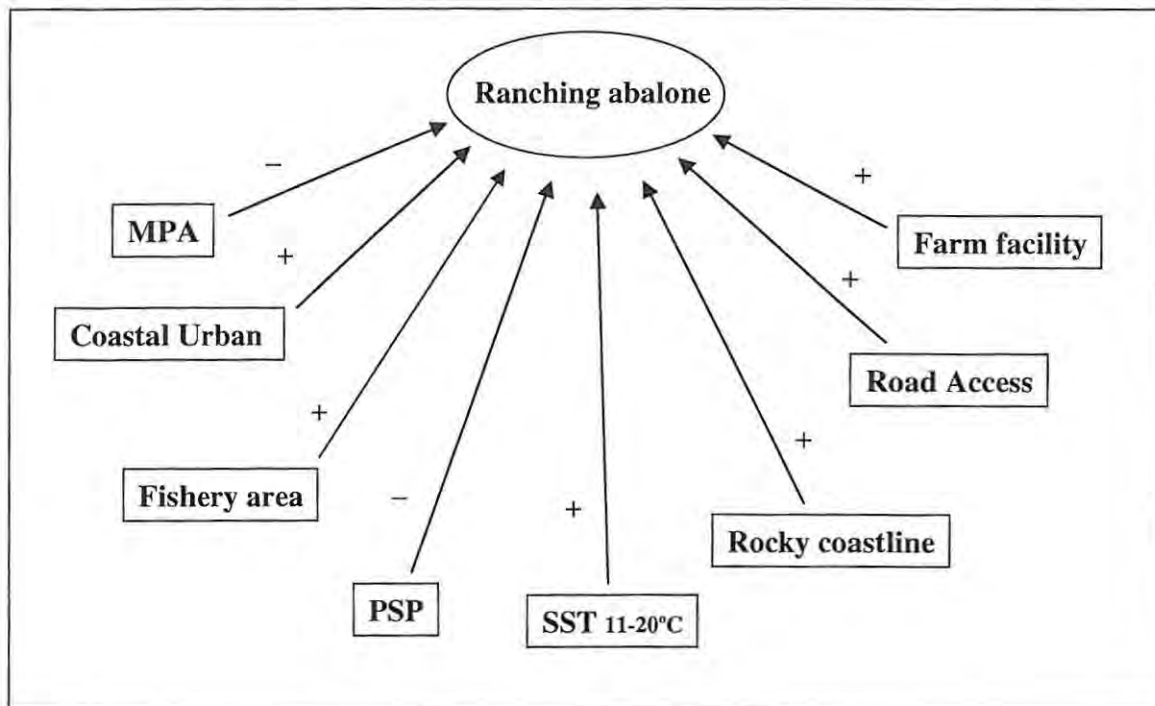 Ranching abalone
−
MPA
+
Coastal Urban
+
Fishery area
−
PSP
+
SST 11-20ºC
+
Rocky coastline
+
Road Access
+
Farm facility